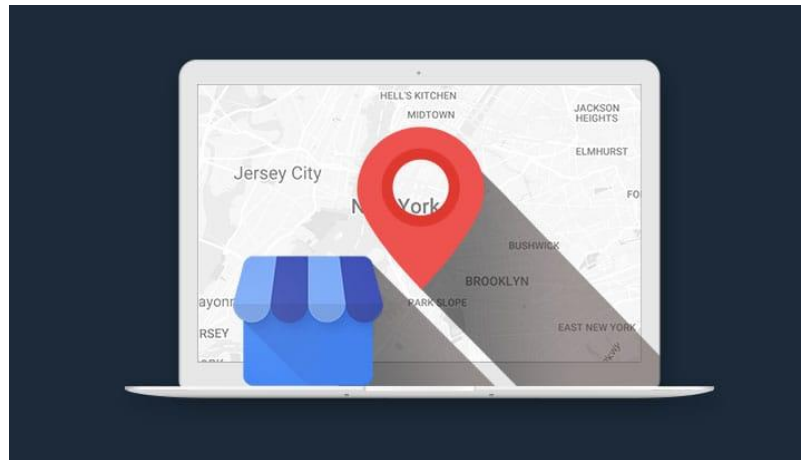 HELL'S KITCHEN
MIDTOWN
JACKSON
HEIGHTS
ELMHURST
Jersey City
York
BUSHWICK
BROOKLYN
PARK SLOPE
EAST NEW YORK